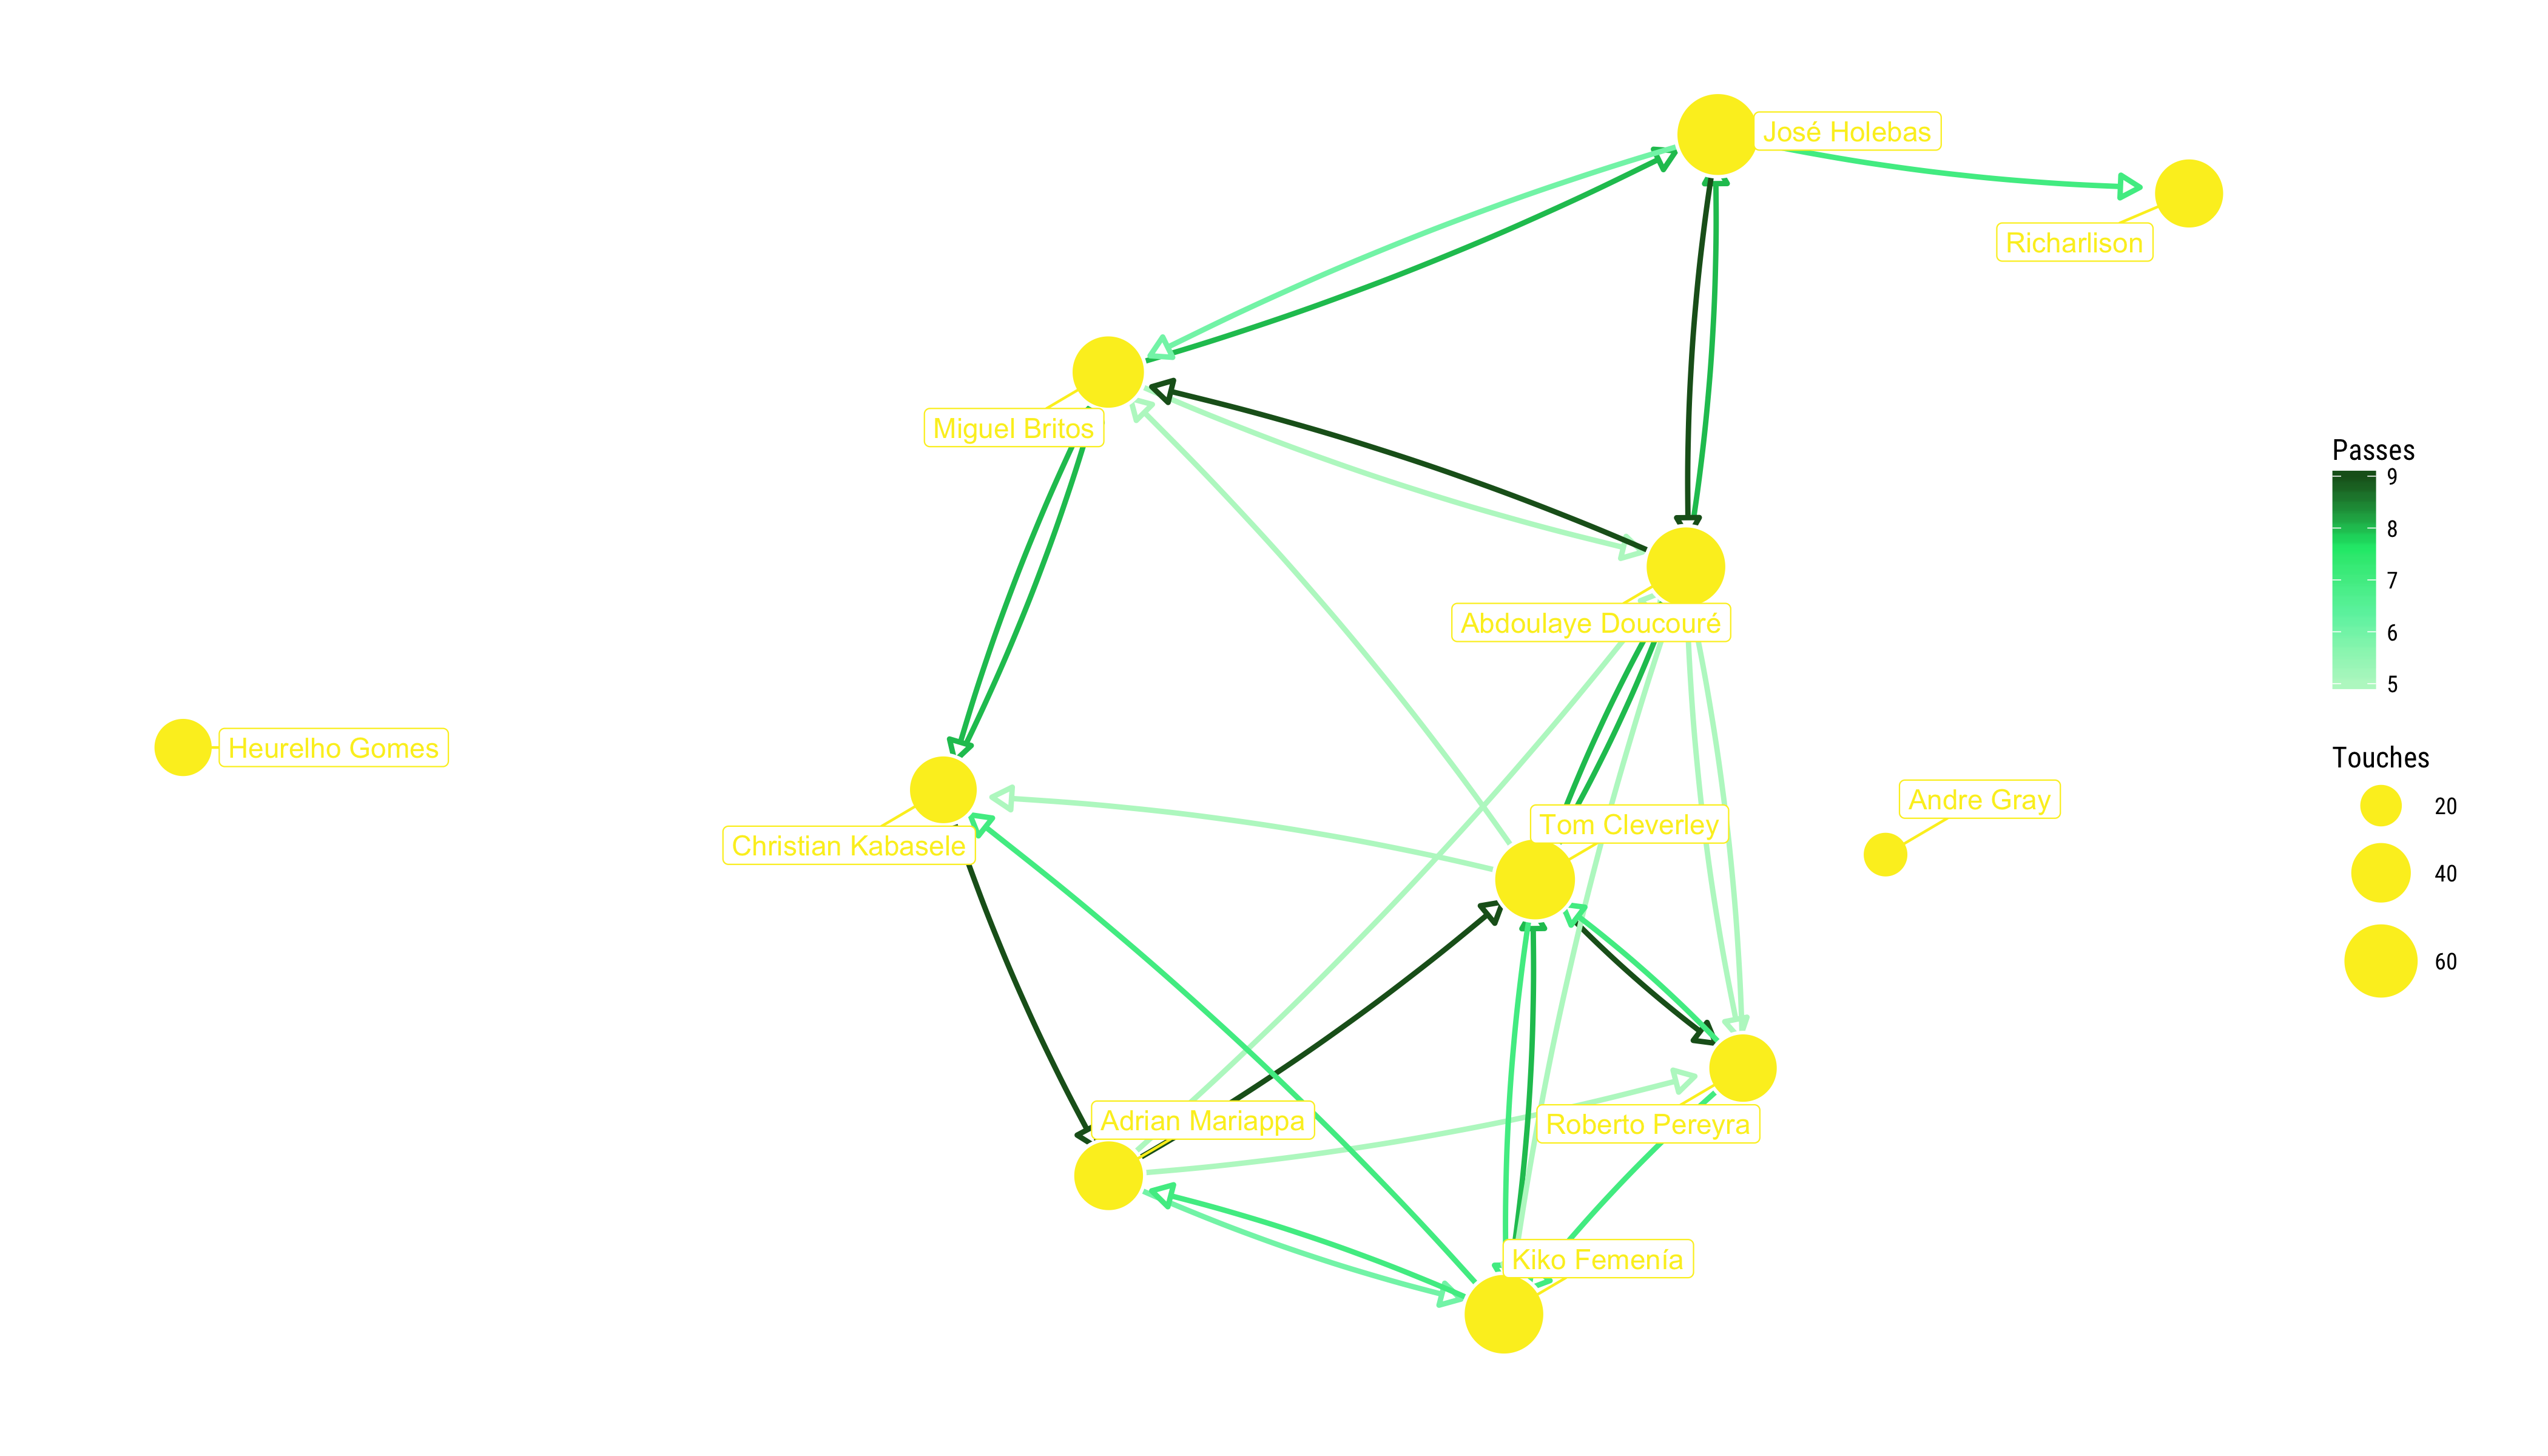 José Holebas
Richarlison
Miguel Britos
Abdoulaye Doucouré
Heurelho Gomes
Andre Gray
Tom Cleverley
Christian Kabasele
Adrian Mariappa
Roberto Pereyra
Kiko Femenía
Passes
9
8
7
6
5
Touches
20
40
60